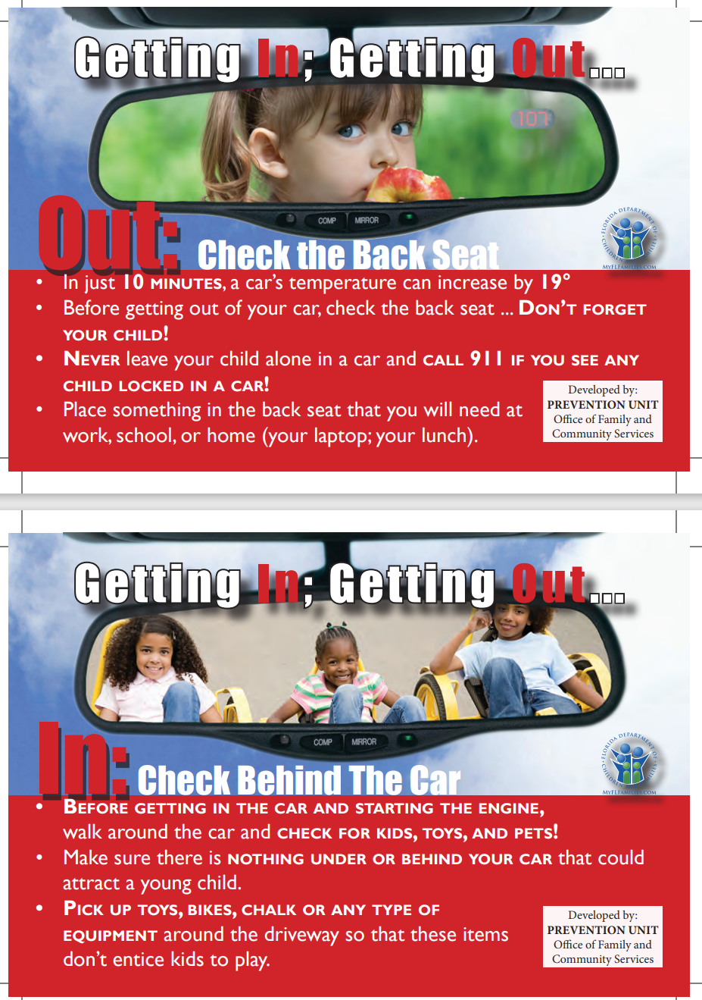 Getting In; Getting Out...
107
COMP MIRROR
Out: Check the Back Seat
FLORIDA DEPARTMENT OF CHILDREN
MYFLFAMILIES.COM
• In just 10 MINUTES, a car's temperature can increase by 19°
• Before getting out of your car, check the back seat ... DON'T FORGET
YOUR CHILD!
• NEVER leave your child alone in a car and CALL 911 IF YOU SEE ANY
CHILD LOCKED IN A CAR!
• Place something in the back seat that you will need at
work, school, or home (your laptop; your lunch).
Developed by:
PREVENTION UNIT
Office of Family and
Community Services
Getting In; Getting Out...
COMP MIRROR
In: Check Behind The Car
FLORIDA DEPARTMENT OF CHILDREN
MYFLFAMILIES.COM
• BEFORE GETTING IN THE CAR AND STARTING THE ENGINE,
walk around the car and CHECK FOR KIDS, TOYS, AND PETS!
• Make sure there is NOTHING UNDER OR BEHIND YOUR CAR that could
attract a young child.
• PICK UP TOYS, BIKES, CHALK OR ANY TYPE OF
EQUIPMENT around the driveway so that these items
don't entice kids to play.
Developed by:
PREVENTION UNIT
Office of Family and
Community Services